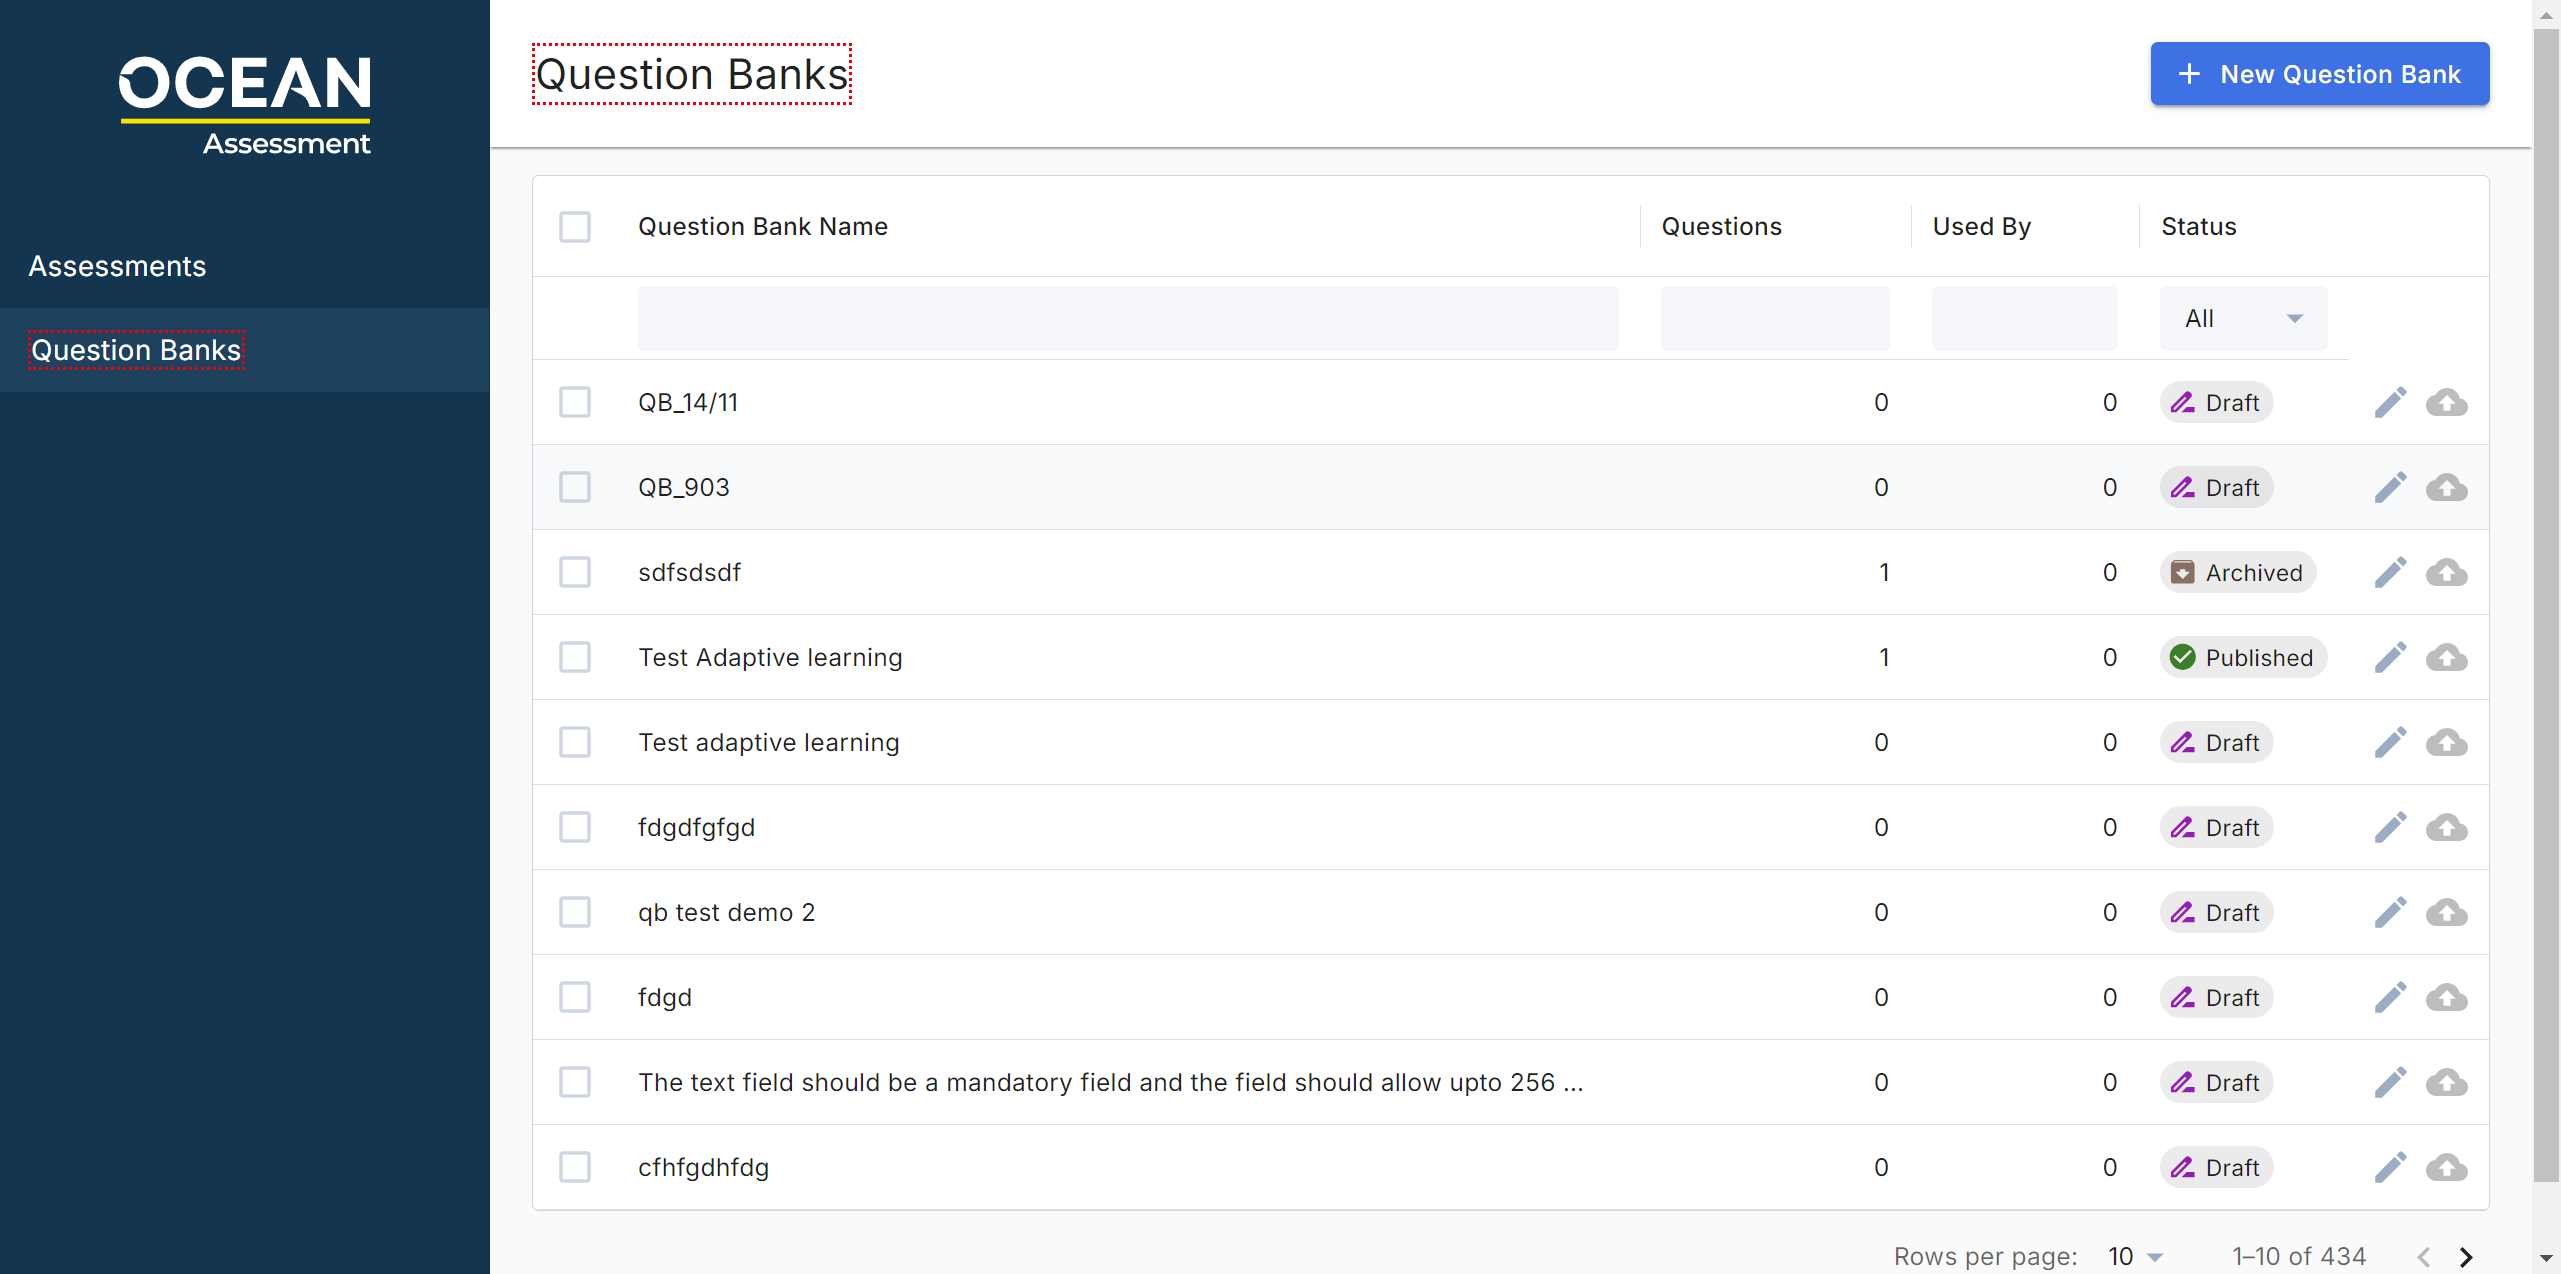 OCEAN
Assessment
Assessments
Question Banks
Question Banks
+ New Question Bank
Question Bank Name Questions Used By Status
All
QB_14/11 0 0 Draft
QB_903 0 0 Draft
sdfsdsdf 1 0 Archived
Test Adaptive learning 1 0 Published
Test adaptive learning 0 0 Draft
fdgdfgfgd 0 0 Draft
qb test demo 2 0 0 Draft
fdgd 0 0 Draft
The text field should be a mandatory field and the field should allow upto 256 ... 0 0 Draft
cfhfgdhfdg 0 0 Draft
Rows per page: 10 1–10 of 434